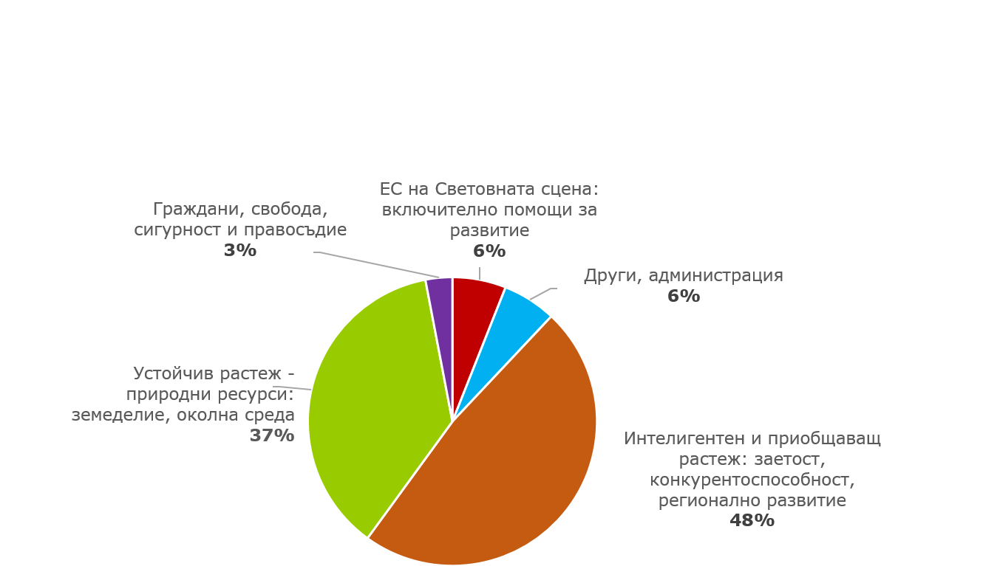 ЕС на Световната сцена:
включително помощи за
развитие
6%
Граждани, свобода,
сигурност и правосъдие
3%
Други, администрация
6%
Устойчив растеж -
природни ресурси:
земеделие, околна среда
37%
Интелигентен и приобщаващ
растеж: заетост,
конкурентоспособност,
регионално развитие
48%